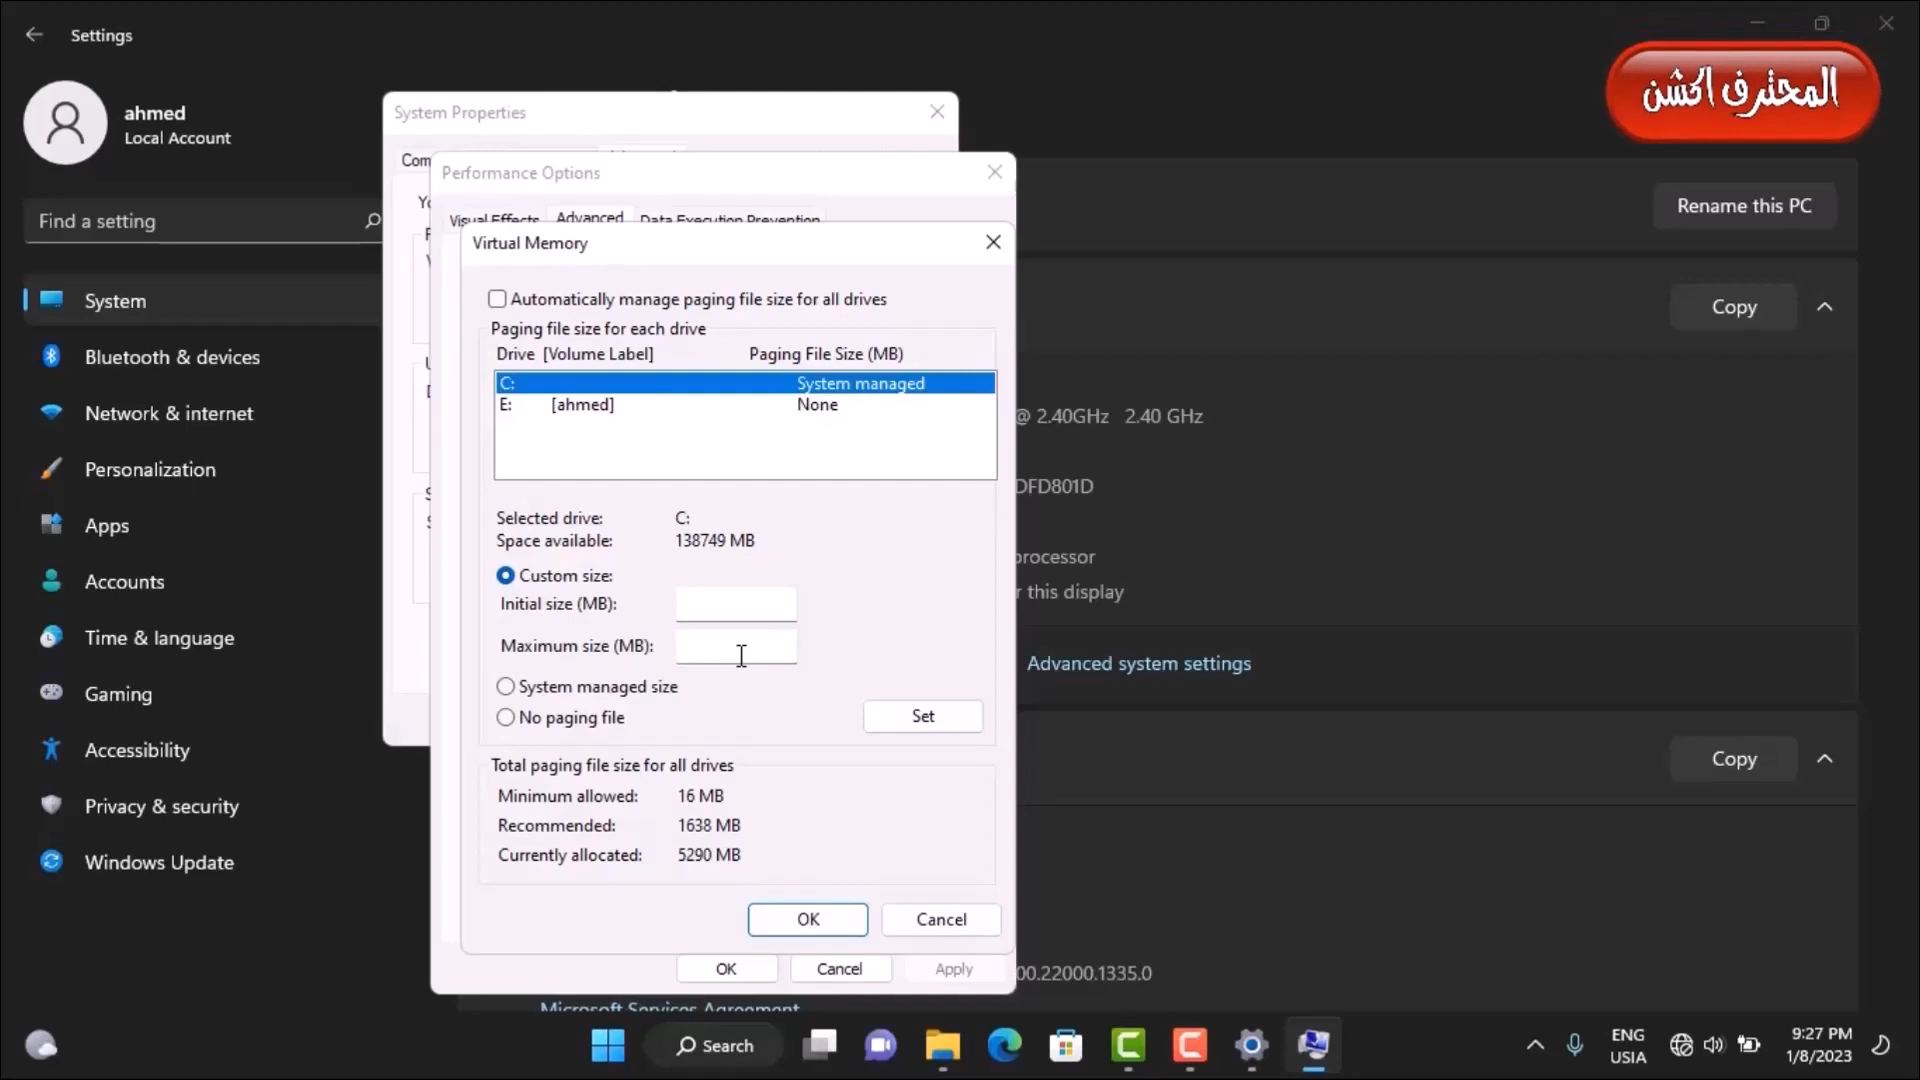 Settings
المحترف اكشن
ahmed
Local Account
Find a setting
System
Bluetooth & devices
Network & internet
Personalization
Apps
Accounts
Time & language
Gaming
Accessibility
Privacy & security
Windows Update
System Properties
Com
Performance Options
Visual Effects Advanced Data Execution Prevention
Virtual Memory
Automatically manage paging file size for all drives
Paging file size for each drive
Drive [Volume Label] Paging File Size (MB)
C: System managed
E: [ahmed] None
Selected drive: C:
Space available: 138749 MB
Custom size:
Initial size (MB):
Maximum size (MB):
System managed size
No paging file
Set
Total paging file size for all drives
Minimum allowed: 16 MB
Recommended: 1638 MB
Currently allocated: 5290 MB
OK Cancel
OK Cancel Apply
Rename this PC
Copy
@ 2.40GHz 2.40 GHz
DFD801D
processor
r this display
Advanced system settings
Copy
00.22000.1335.0
Microsoft Services Agreement
Search
ENG
USIA
9:27 PM
1/8/2023